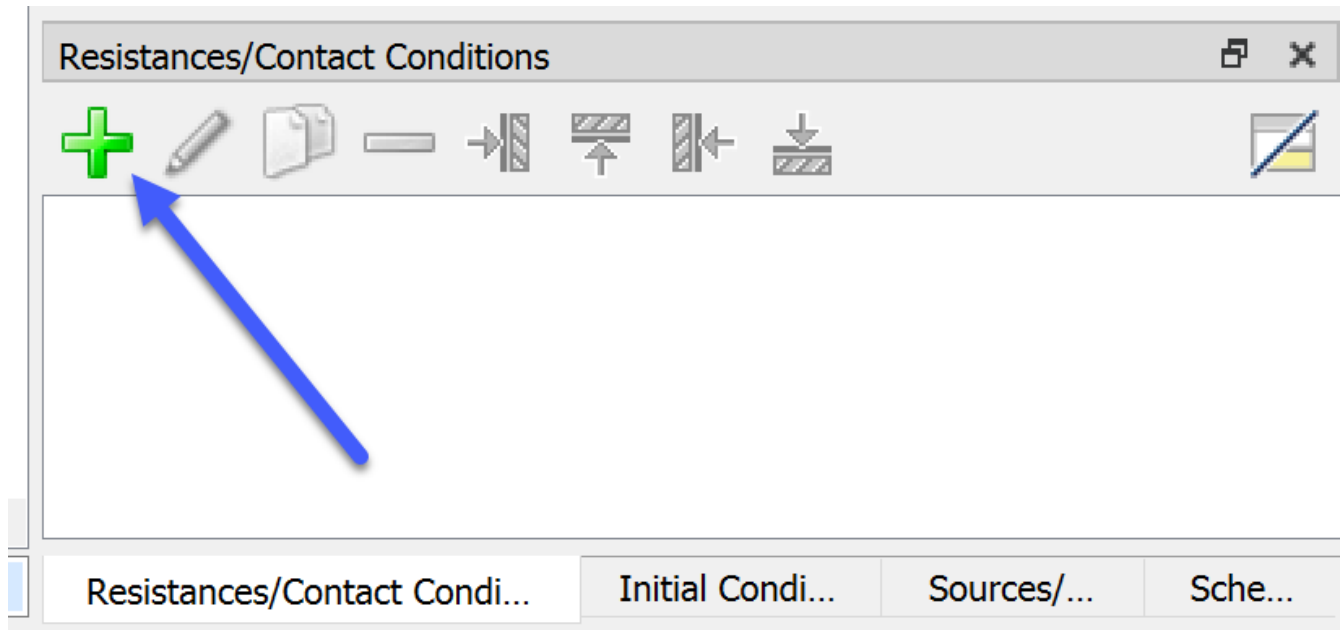 Resistances/Contact Conditions
Resistances/Contact Condi...
Initial Condi...
Sources/...
Sche...